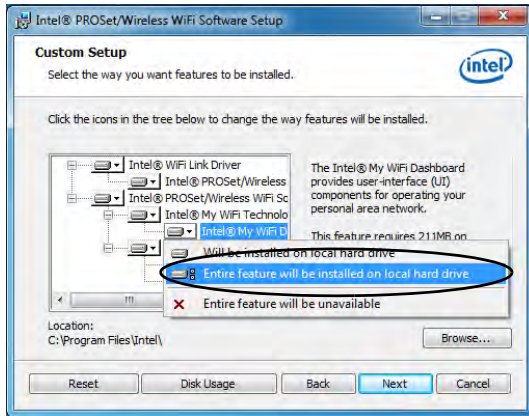 Intel® PROSet/Wireless WiFi Software Setup
Custom Setup
Select the way you want features to be installed.
intel
Click the icons in the tree below to change the way features will be installed.
Intel® WiFi Link Driver
Intel® PROSet/Wireless
Intel® PROSet/Wireless WiFi Sc
Intel® My WiFi Technolo
Intel® My WiFi D
The Intel® My WiFi Dashboard
provides user-interface (UI)
components for operating your
personal area network.
This feature requires 211MB on
Will be installed on local hard drive
Entire feature will be installed on local hard drive
Entire feature will be unavailable
Location:
C:\Program Files\Intel\
Browse...
Reset
Disk Usage
Back
Next
Cancel